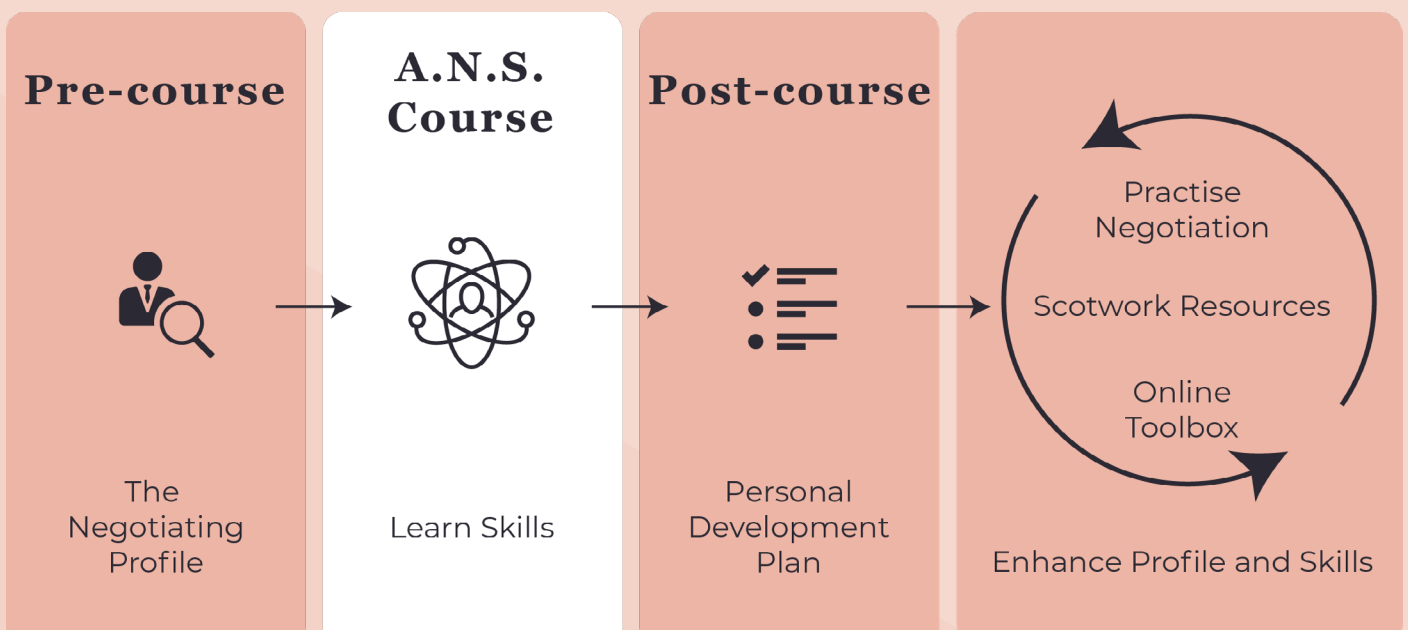 Pre-course
The
Negotiating
Profile
A.N.S.
Course
Learn Skills
Post-course
Personal
Development
Plan
Practise
Negotiation
Scotwork Resources
Online
Toolbox
Enhance Profile and Skills